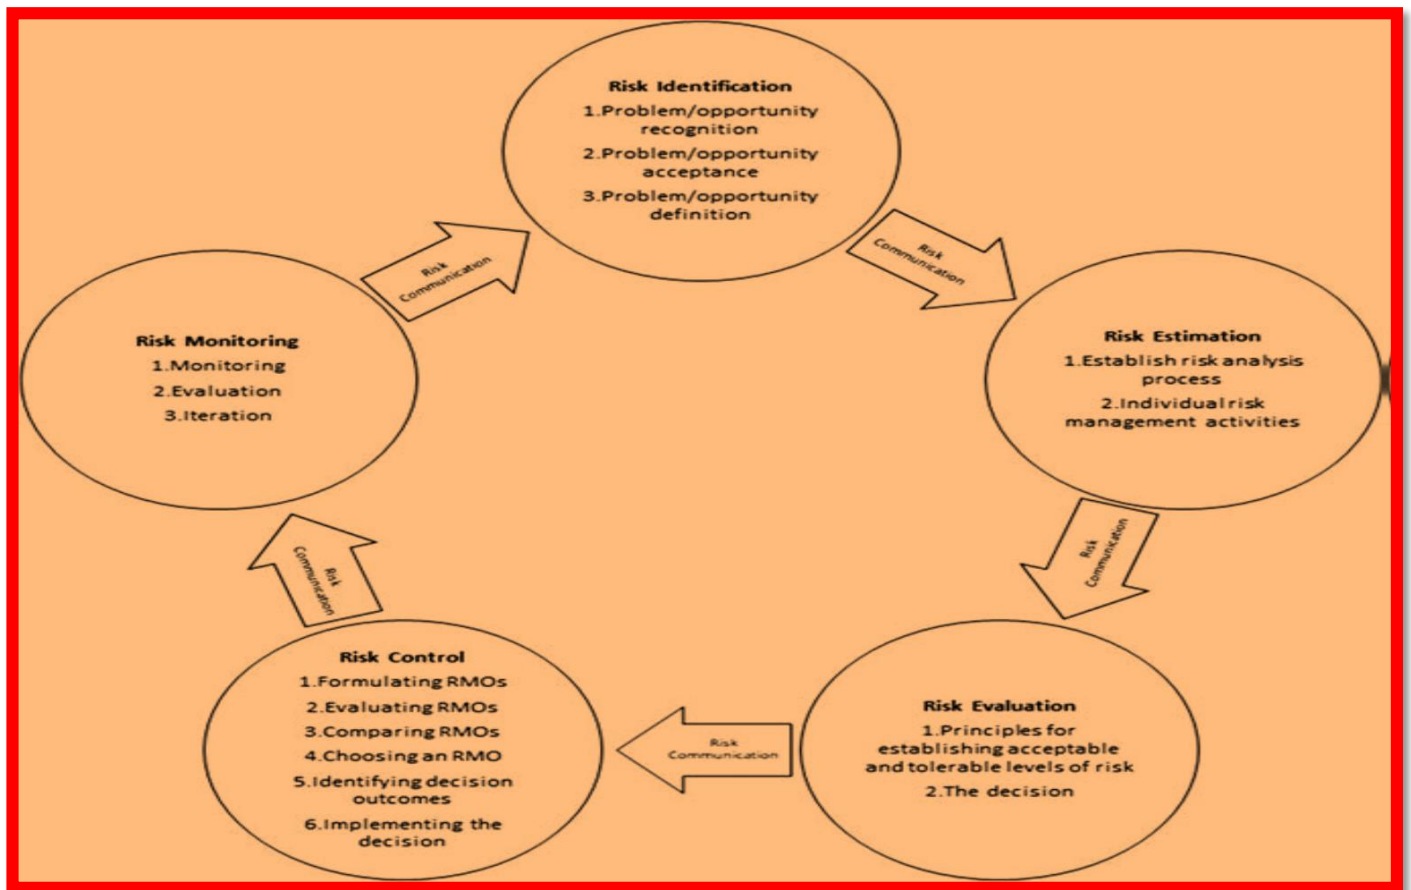 Risk Identification
1.Problem/opportunity
recognition
2.Problem/opportunity
acceptance
3.Problem/opportunity
definition
Risk
Communication
Risk Estimation
1.Establish risk analysis
process
2.Individual risk
management activities
Risk
Communication
Risk Evaluation
1.Principles for
establishing acceptable
and tolerable levels of risk
2.The decision
Risk
Communication
Risk Control
1.Formulating RMOs
2.Evaluating RMOs
3.Comparing RMOs
4.Choosing an RMO
5.Identifying decision
outcomes
6.Implementing the
decision
Risk
Communication
Risk Monitoring
1.Monitoring
2.Evaluation
3.Iteration
Risk
Communication